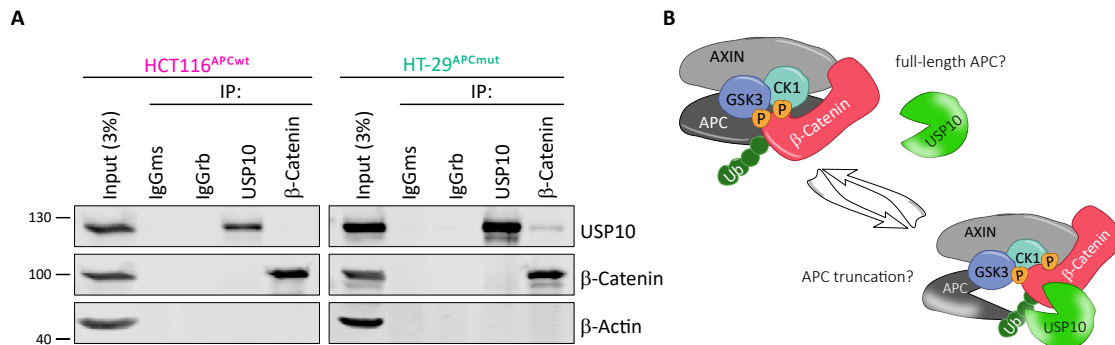 A
HCT116APCwt
HT-29APCmut
IP:
IP:
Input (3%)
IgGms
IgGrb
USP10
β-Catenin
Input (3%)
IgGms
IgGrb
USP10
β-Catenin
130
USP10
100
β-Catenin
40
β-Actin
B
AXIN
full-length APC?
GSK3
CK1
P
P
APC
β-Catenin
USP10
Ub
APC truncation?
AXIN
β-Catenin
CK1
P
GSK3
P
APC
Ub
USP10